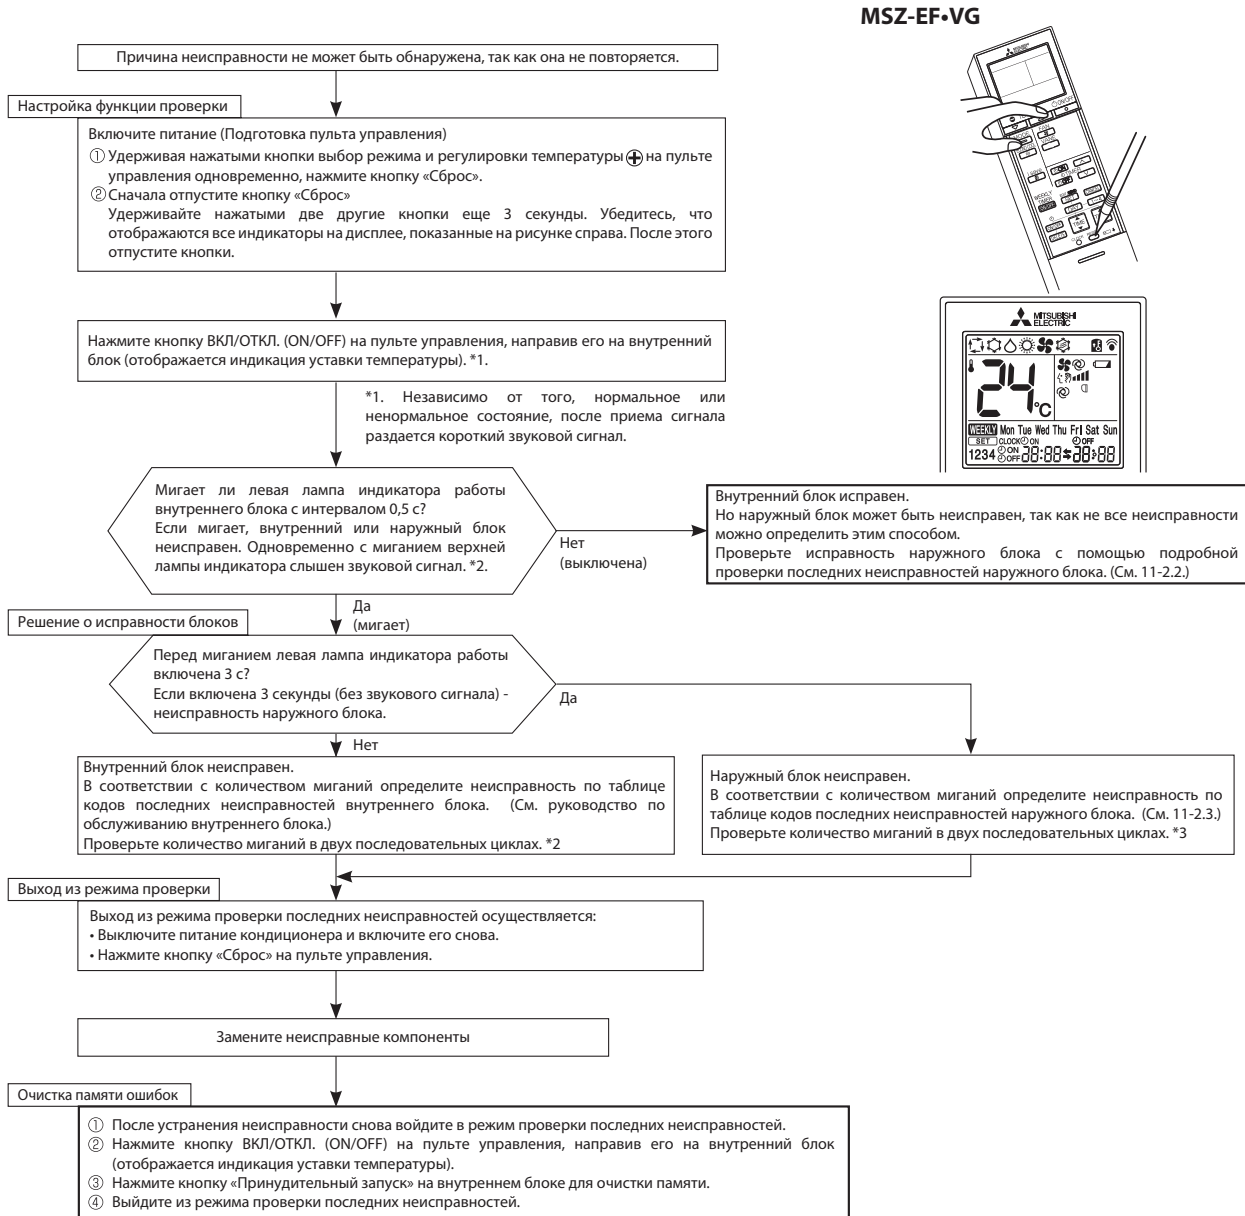 MSZ-EF•VG
Причина неисправности не может быть обнаружена, так как она не повторяется.
Настройка функции проверки
Включите питание (Подготовка пульта управления)
① Удерживая нажатыми кнопки выбор режима и регулировки температуры ⊕ на пульте
управления одновременно, нажмите кнопку «Сброс».
② Сначала отпустите кнопку «Сброс»
Удерживайте нажатыми две другие кнопки еще 3 секунды. Убедитесь, что
отображаются все индикаторы на дисплее, показанные на рисунке справа. После этого
отпустите кнопки.
Нажмите кнопку ВКЛ/ОТКЛ. (ON/OFF) на пульте управления, направив его на внутренний
блок (отображается индикация уставки температуры). *1.
*1. Независимо от того, нормальное или
ненормальное состояние, после приема сигнала
раздается короткий звуковой сигнал.
MITSUBISHI
ELECTRIC
24°C
WEEKLY Mon Tue Wed Thu Fri Sat Sun
SET CLOCK ON OFF
1234 ON OFF 88:88 88:88
Мигает ли левая лампа индикатора работы
внутреннего блока с интервалом 0,5 с?
Если мигает, внутренний или наружный блок
неисправен. Одновременно с миганием верхней
лампы индикатора слышен звуковой сигнал. *2.
Нет
(выключена)
Внутренний блок исправен.
Но наружный блок может быть неисправен, так как не все неисправности
можно определить этим способом.
Проверьте исправность наружного блока с помощью подробной
проверки последних неисправностей наружного блока. (См. 11-2.2.)
Да
(мигает)
Решение о исправности блоков
Перед миганием левая лампа индикатора работы
включена 3 с?
Если включена 3 секунды (без звукового сигнала) -
неисправность наружного блока.
Да
Нет
Внутренний блок неисправен.
В соответствии с количеством миганий определите неисправность по таблице
кодов последних неисправностей внутреннего блока. (См. руководство по
обслуживанию внутреннего блока.)
Проверьте количество миганий в двух последовательных циклах. *2
Наружный блок неисправен.
В соответствии с количеством миганий определите неисправность по
таблице кодов последних неисправностей наружного блока. (См. 11-2.3.)
Проверьте количество миганий в двух последовательных циклах. *3
Выход из режима проверки
Выход из режима проверки последних неисправностей осуществляется:
• Выключите питание кондиционера и включите его снова.
• Нажмите кнопку «Сброс» на пульте управления.
Замените неисправные компоненты
Очистка памяти ошибок
① После устранения неисправности снова войдите в режим проверки последних неисправностей.
② Нажмите кнопку ВКЛ/ОТКЛ. (ON/OFF) на пульте управления, направив его на внутренний блок
(отображается индикация уставки температуры).
③ Нажмите кнопку «Принудительный запуск» на внутреннем блоке для очистки памяти.
④ Выйдите из режима проверки последних неисправностей.